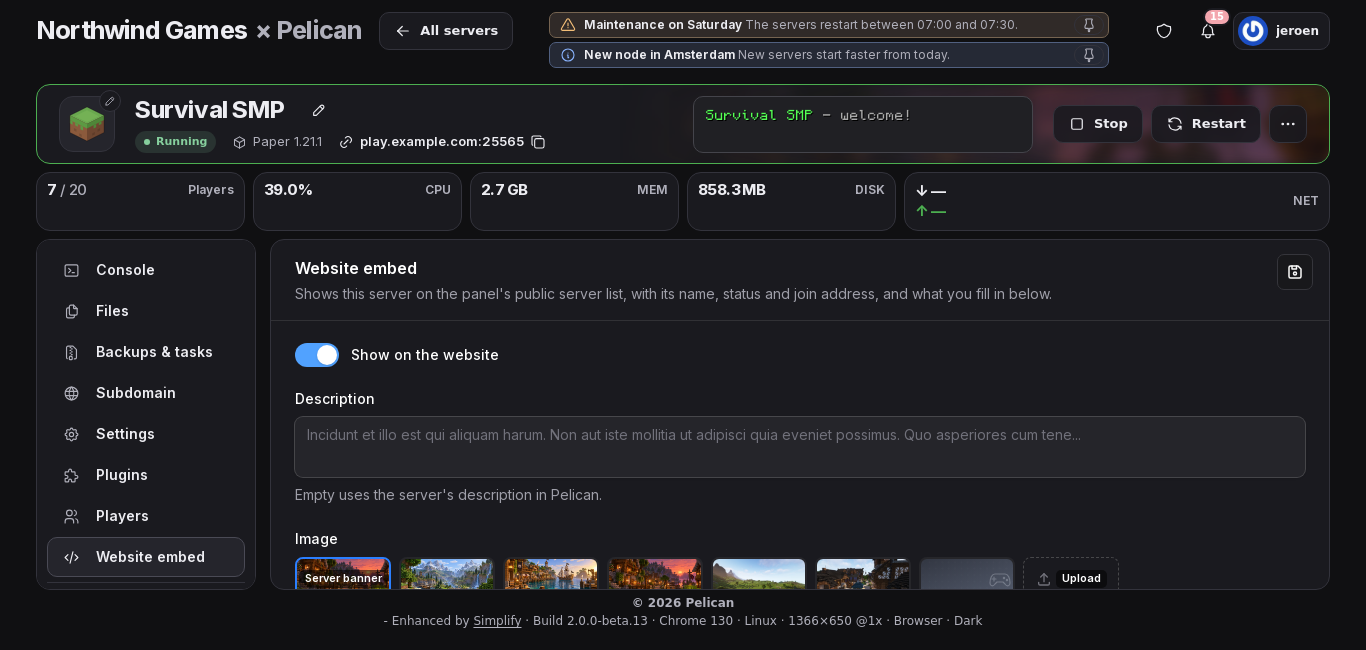 Northwind Games × Pelican
All servers
Maintenance on Saturday The servers restart between 07:00 and 07:30.
New node in Amsterdam New servers start faster from today.
15
jeroen
Survival SMP
Running
Paper 1.21.1
play.example.com:25565
Survival SMP - welcome!
Stop
Restart
7 / 20
Players
39.0%
CPU
2.7 GB
MEM
858.3 MB
DISK
↓ —
↑ —
NET
Console
Files
Backups & tasks
Subdomain
Settings
Plugins
Players
Website embed
Website embed
Shows this server on the panel's public server list, with its name, status and join address, and what you fill in below.
Show on the website
Description
Incidunt et illo est qui aliquam harum. Non aut iste mollitia ut adipisci quia eveniet possimus. Quo asperiores cum tene...
Empty uses the server's description in Pelican.
Image
Server banner
Upload
© 2026 Pelican
- Enhanced by Simplify · Build 2.0.0-beta.13 · Chrome 130 · Linux · 1366×650 @1x · Browser · Dark